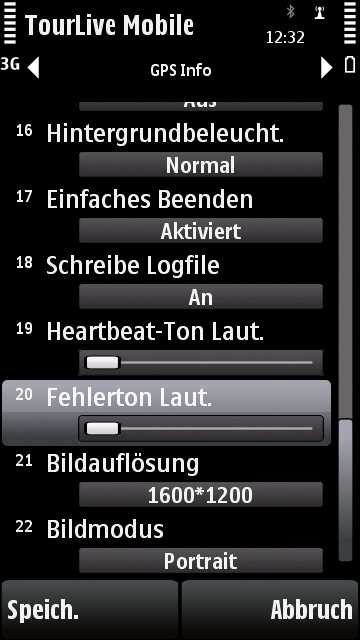 TourLive Mobile
12:32
3G
GPS Info
Aus
16 Hintergrundbeleucht.
Normal
17 Einfaches Beenden
Aktiviert
18 Schreibe Logfile
An
19 Heartbeat-Ton Laut.
20 Fehlerton Laut.
21 Bildauflösung
1600*1200
22 Bildmodus
Portrait
Speich.
Abbruch